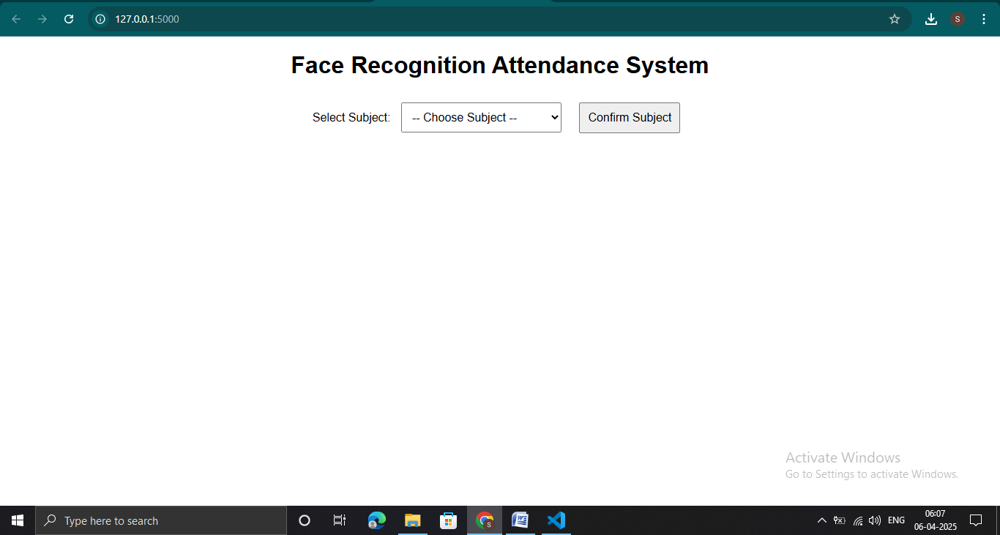 127.0.0.1:5000
S
Face Recognition Attendance System
Select Subject: -- Choose Subject -- Confirm Subject
Activate Windows
Go to Settings to activate Windows.
Type here to search
S
W
ENG
06:07
06-04-2025